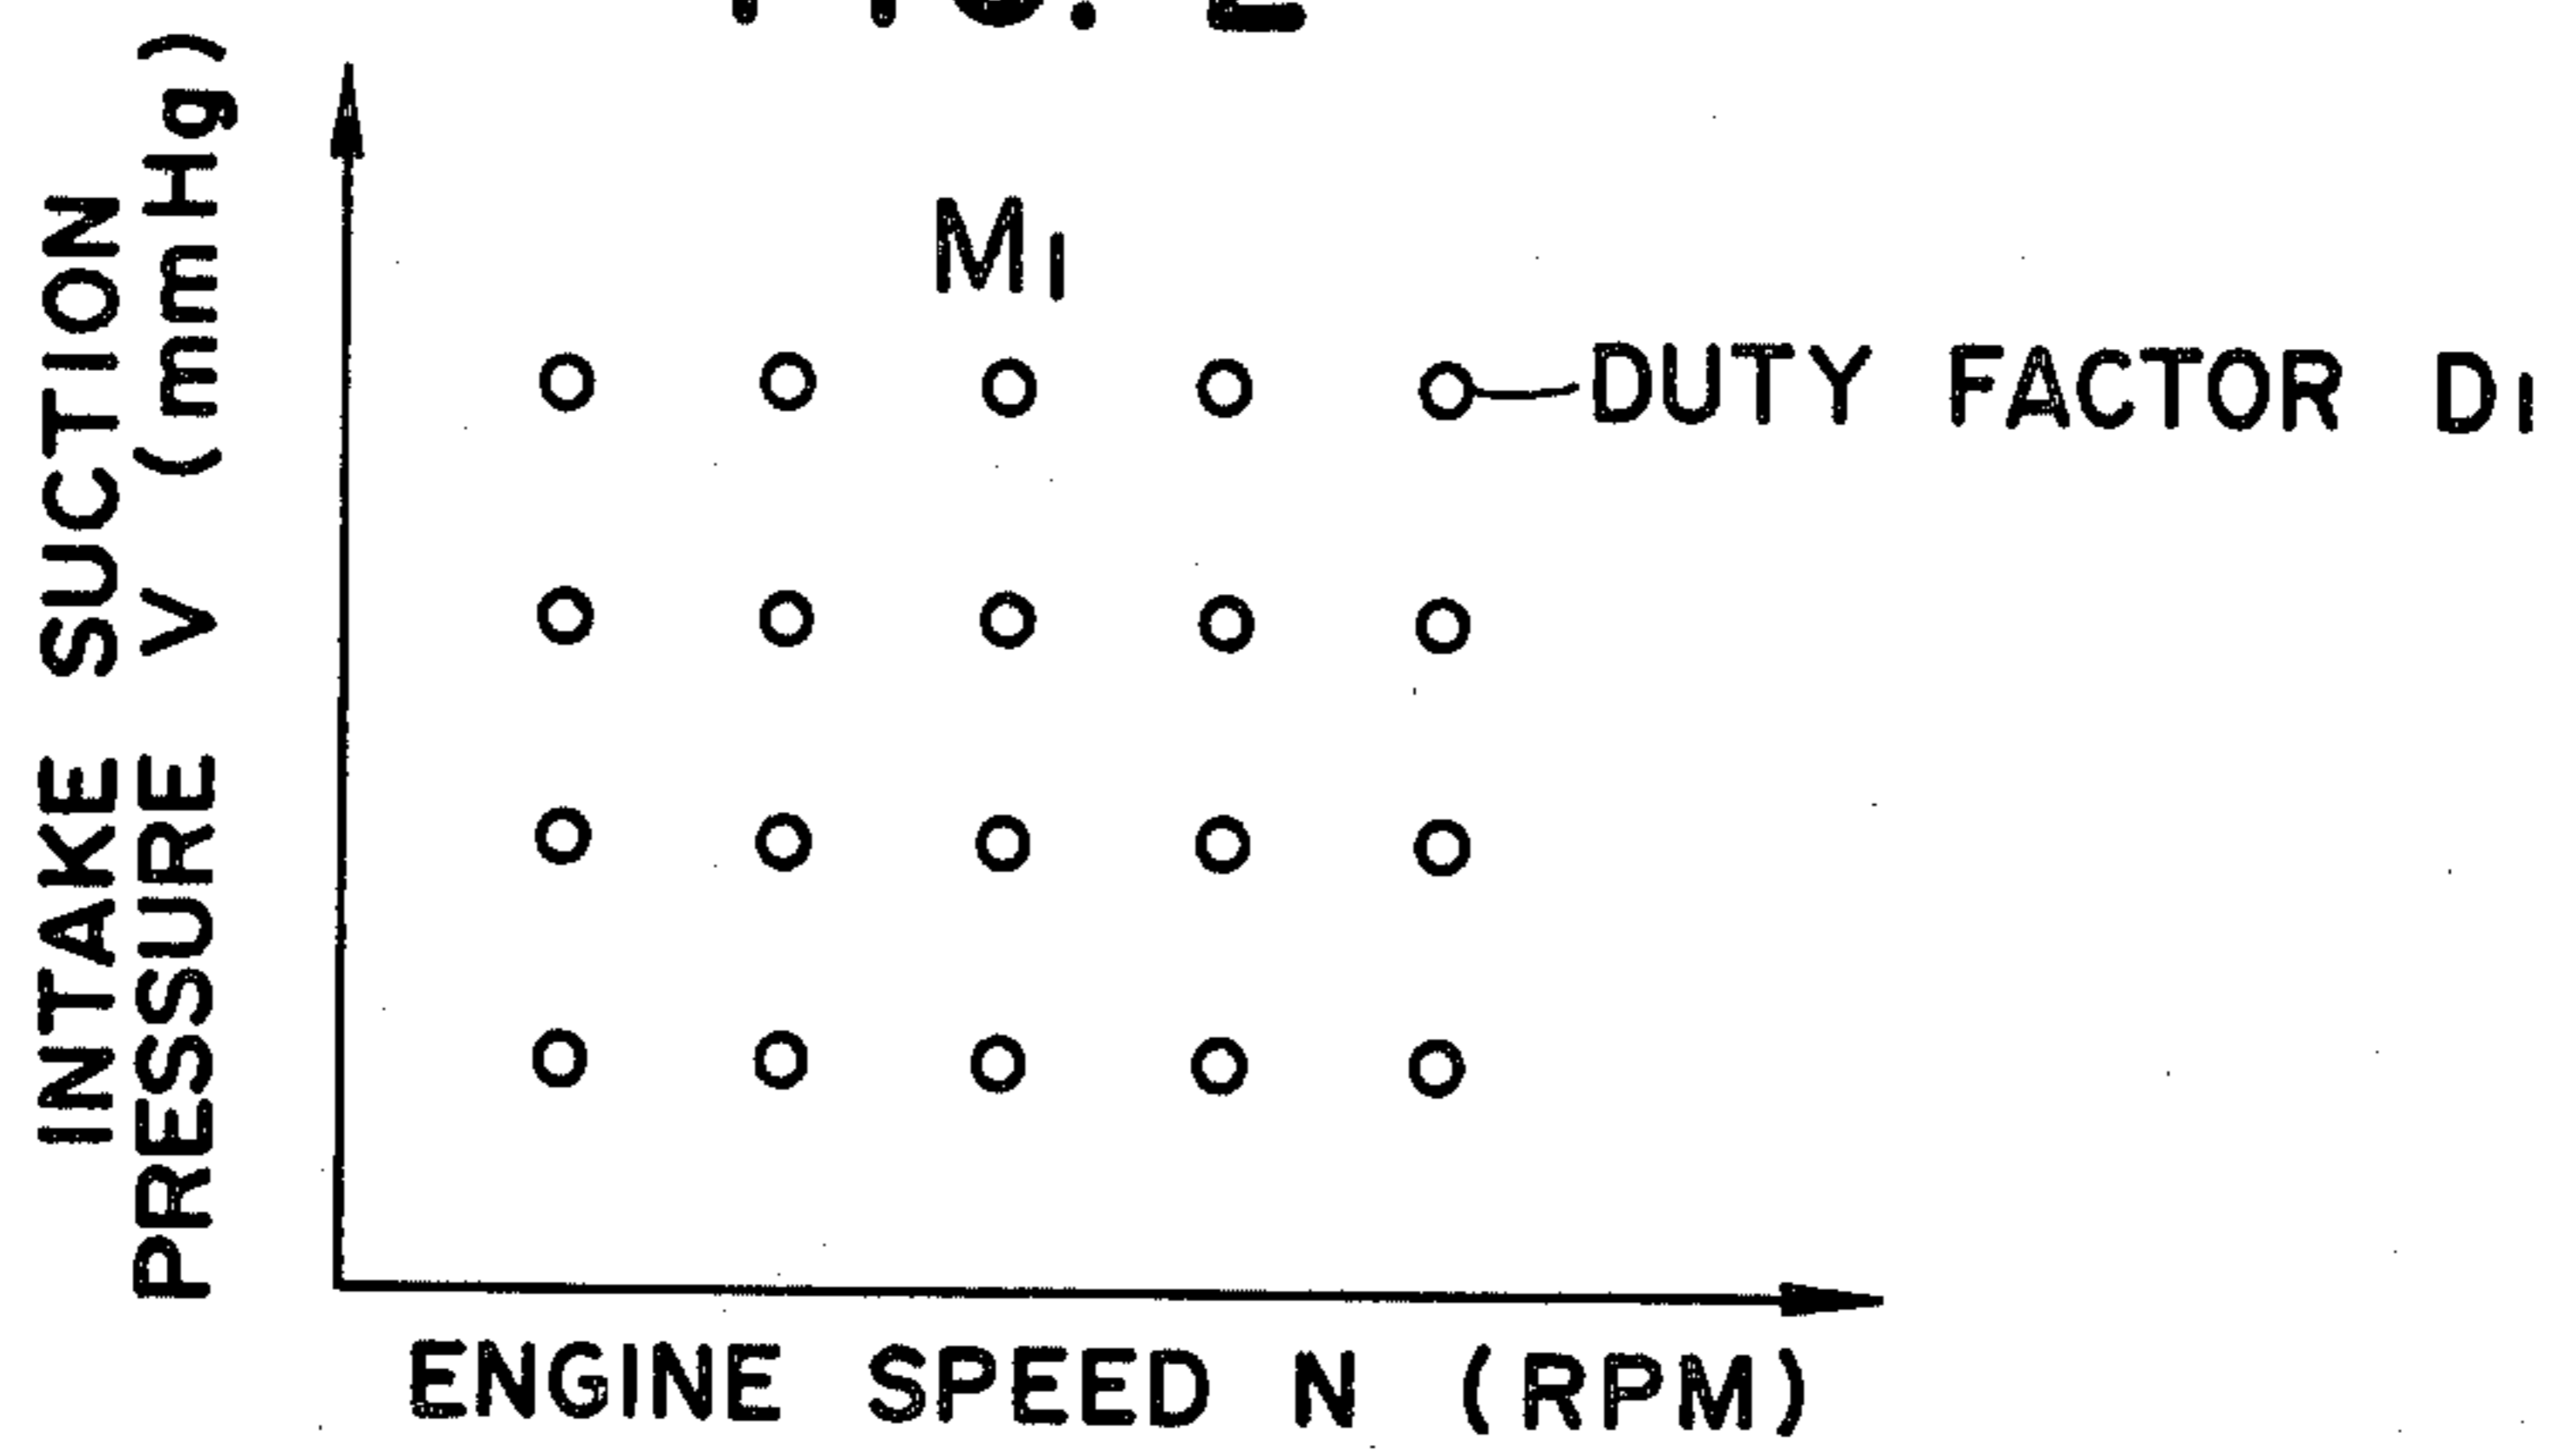 INTAKE SUCTION
PRESSURE V (mmHg)
M1
DUTY FACTOR D1
ENGINE SPEED N (RPM)